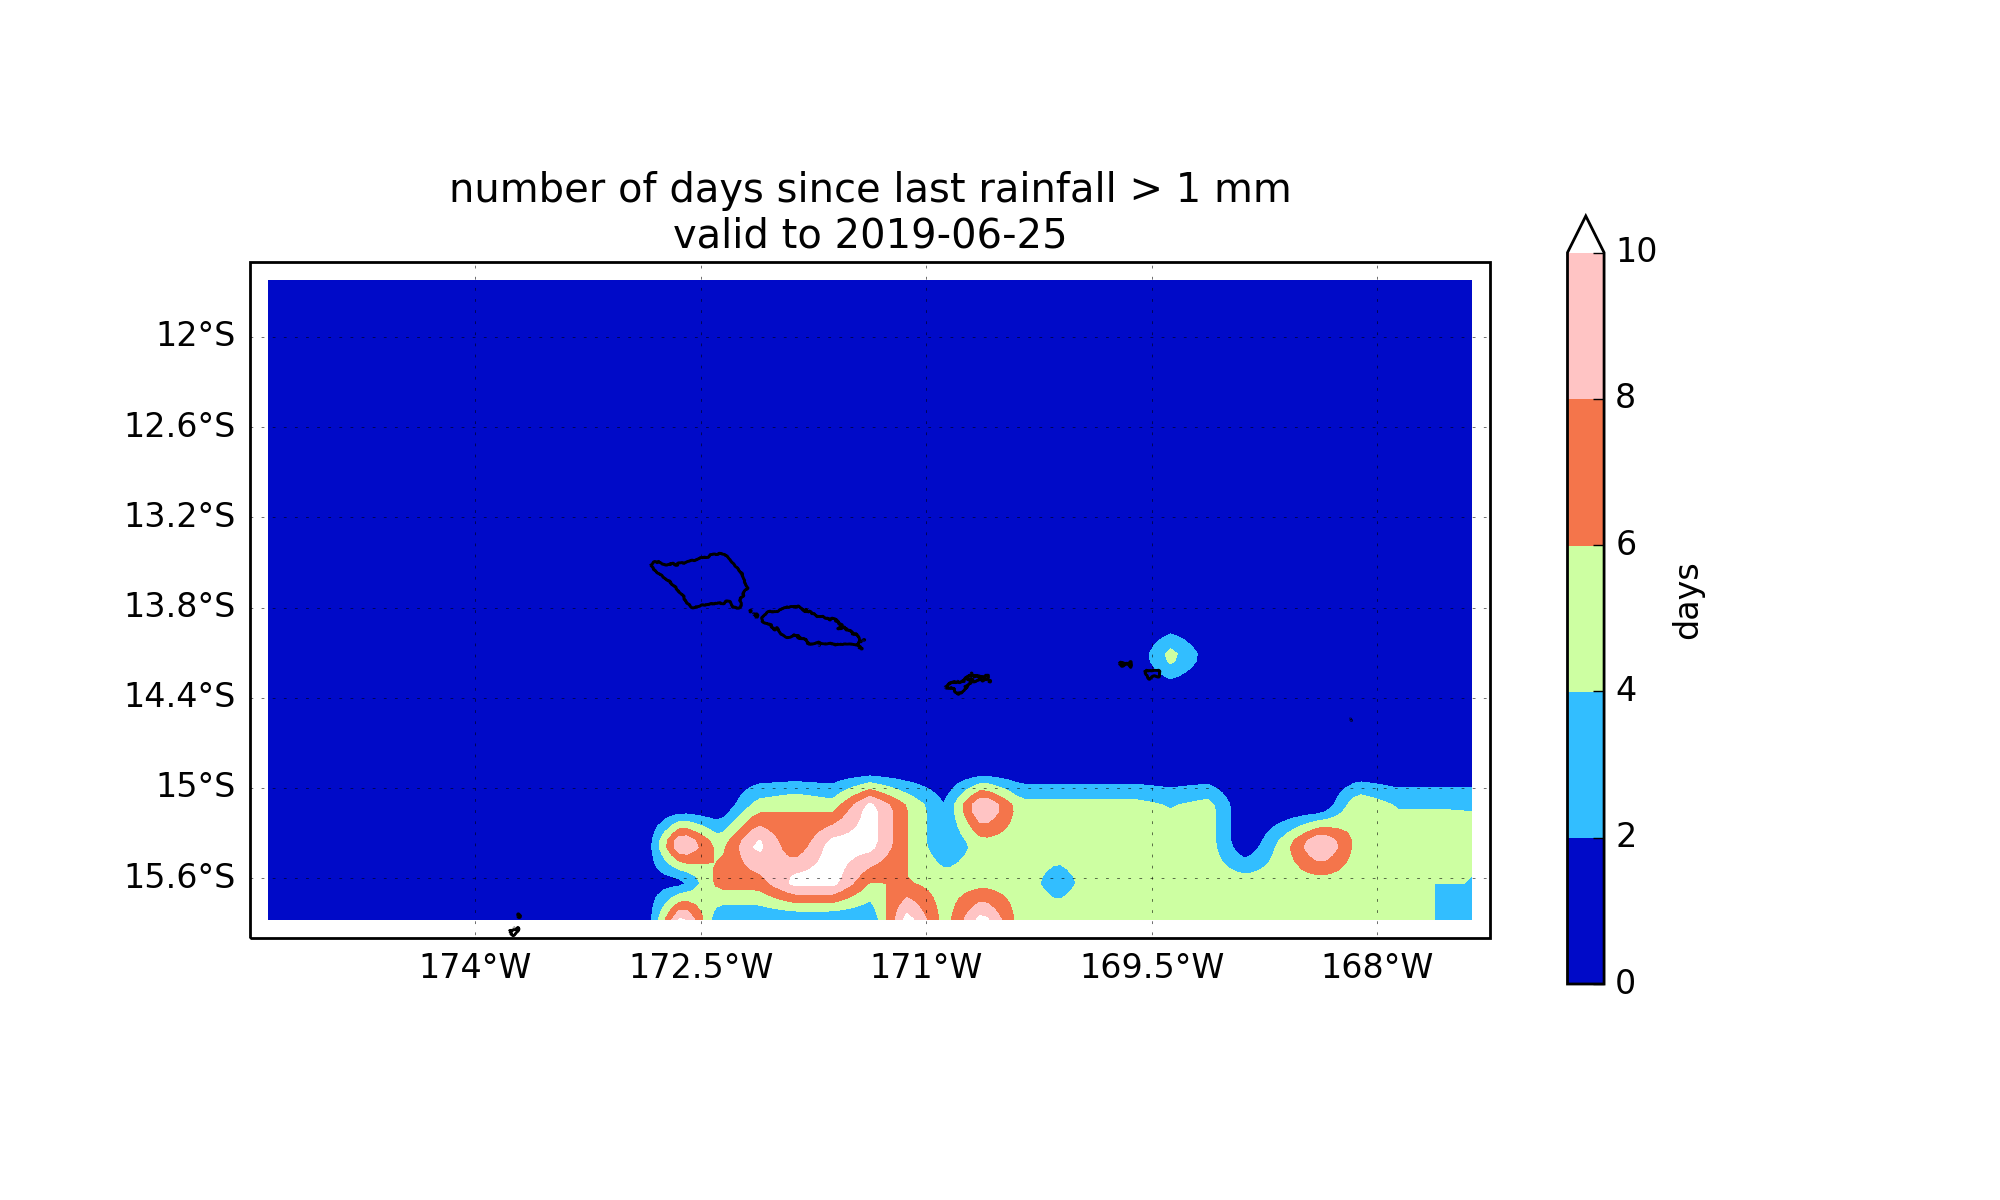 number of days since last rainfall > 1 mm
valid to 2019-06-25
12°S
12.6°S
13.2°S
13.8°S
14.4°S
15°S
15.6°S
174°W
172.5°W
171°W
169.5°W
168°W
10
8
6
4
2
0
days